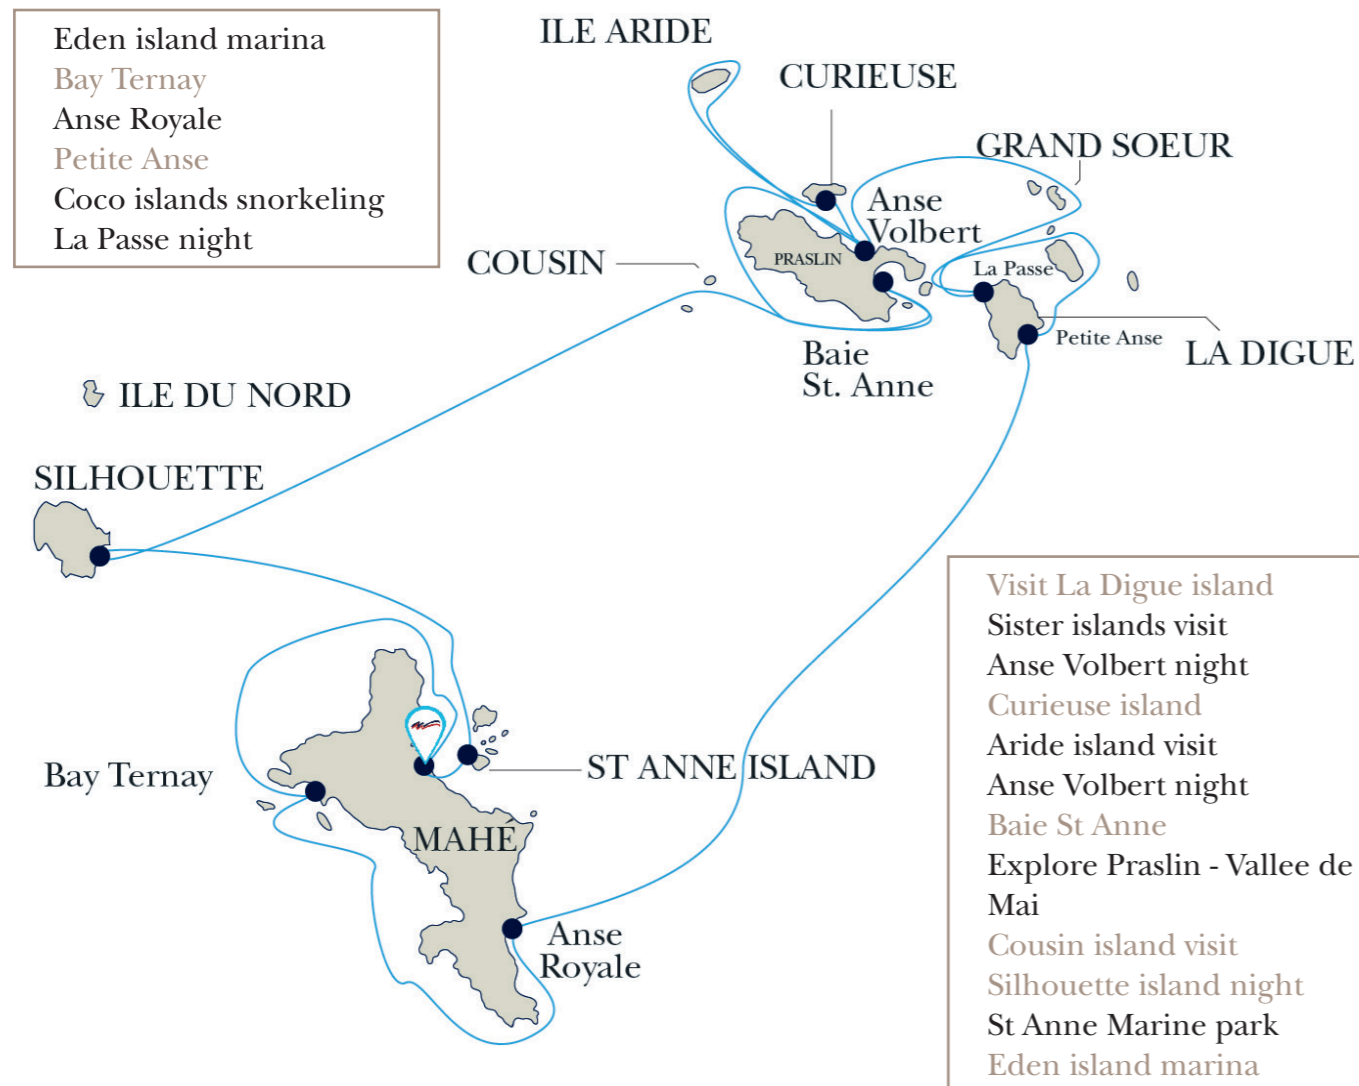 Eden island marina
Bay Ternay
Anse Royale
Petite Anse
Coco islands snorkeling
La Passe night
ILE ARIDE
CURIEUSE
GRAND SOEUR
Anse
Volbert
COUSIN
PRASLIN
La Passe
Petite Anse
LA DIGUE
Baie
St. Anne
ILE DU NORD
SILHOUETTE
Bay Ternay
ST ANNE ISLAND
MAHÉ
Anse
Royale
Visit La Digue island
Sister islands visit
Anse Volbert night
Curieuse island
Aride island visit
Anse Volbert night
Baie St Anne
Explore Praslin - Vallee de
Mai
Cousin island visit
Silhouette island night
St Anne Marine park
Eden island marina